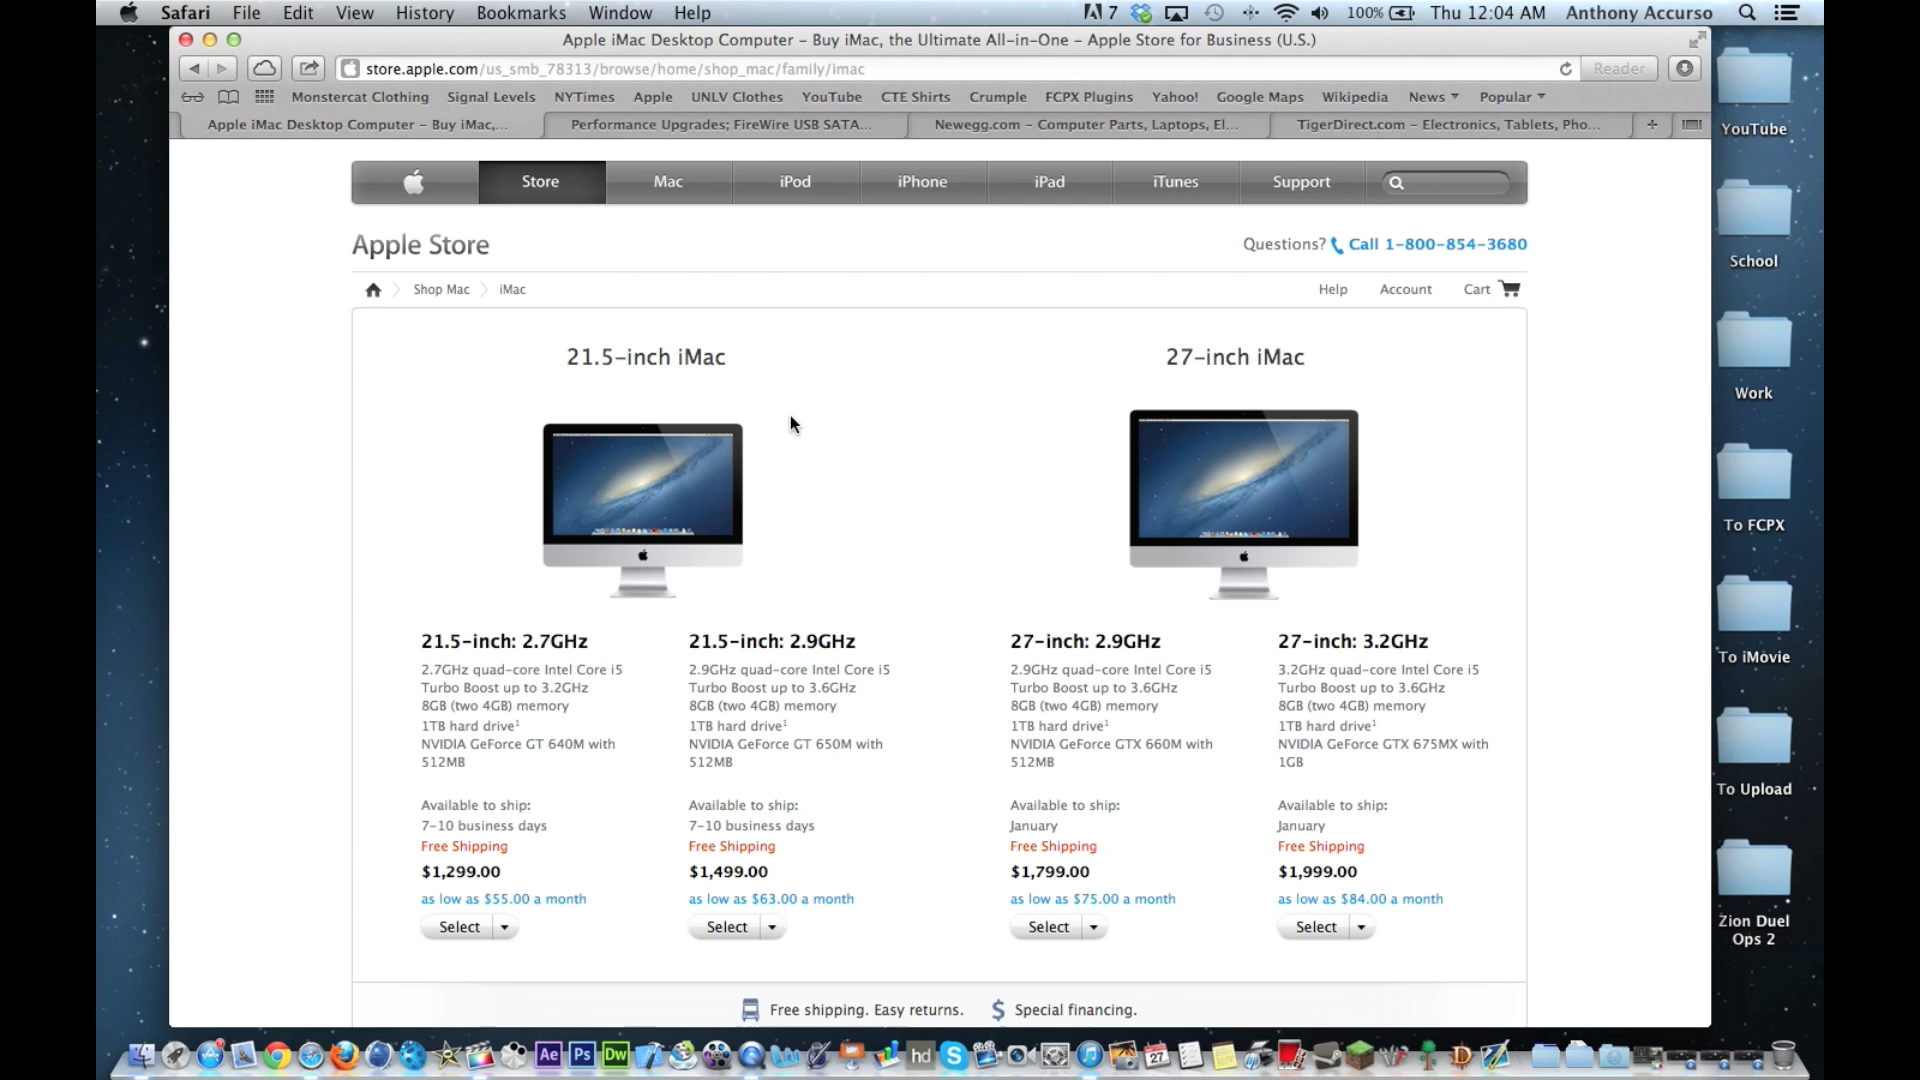 Safari File Edit View History Bookmarks Window Help 7 100% Thu 12:04 AM Anthony Accurso
Apple iMac Desktop Computer – Buy iMac, the Ultimate All-in-One – Apple Store for Business (U.S.)
store.apple.com/us_smb_78313/browse/home/shop_mac/family/imac Reader
Monstercat Clothing Signal Levels NYTimes Apple UNLV Clothes YouTube CTE Shirts Crumple FCPX Plugins Yahoo! Google Maps Wikipedia News Popular
Apple iMac Desktop Computer – Buy iMac,... Performance Upgrades; FireWire USB SATA... Newegg.com – Computer Parts, Laptops, El... TigerDirect.com – Electronics, Tablets, Pho...
Store Mac iPod iPhone iPad iTunes Support
Apple Store
Questions? Call 1-800-854-3680
Shop Mac iMac Help Account Cart
21.5-inch iMac
27-inch iMac
21.5-inch: 2.7GHz
2.7GHz quad-core Intel Core i5
Turbo Boost up to 3.2GHz
8GB (two 4GB) memory
1TB hard drive¹
NVIDIA GeForce GT 640M with
512MB
Available to ship:
7-10 business days
Free Shipping
$1,299.00
as low as $55.00 a month
Select
21.5-inch: 2.9GHz
2.9GHz quad-core Intel Core i5
Turbo Boost up to 3.6GHz
8GB (two 4GB) memory
1TB hard drive¹
NVIDIA GeForce GT 650M with
512MB
Available to ship:
7-10 business days
Free Shipping
$1,499.00
as low as $63.00 a month
Select
27-inch: 2.9GHz
2.9GHz quad-core Intel Core i5
Turbo Boost up to 3.6GHz
8GB (two 4GB) memory
1TB hard drive¹
NVIDIA GeForce GTX 660M with
512MB
Available to ship:
January
Free Shipping
$1,799.00
as low as $75.00 a month
Select
27-inch: 3.2GHz
3.2GHz quad-core Intel Core i5
Turbo Boost up to 3.6GHz
8GB (two 4GB) memory
1TB hard drive¹
NVIDIA GeForce GTX 675MX with
1GB
Available to ship:
January
Free Shipping
$1,999.00
as low as $84.00 a month
Select
Free shipping. Easy returns. Special financing.
YouTube
School
Work
To FCPX
To iMovie
To Upload
Zion Duel
Ops 2
Ae Ps Dw hd 27